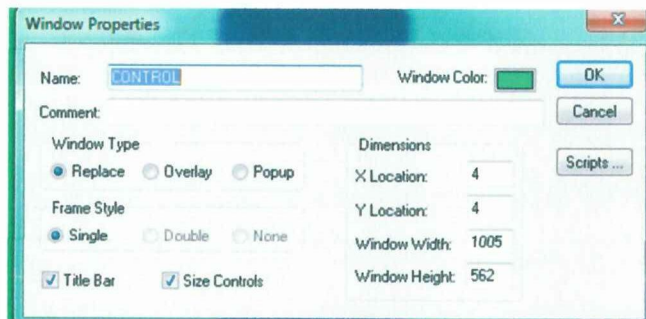 Window Properties
Name: CONTROL Window Color: OK
Comment: Cancel
Window Type Dimensions Scripts ...
Replace Overlay Popup X Location: 4
Frame Style Y Location: 4
Single Double None Window Width: 1005
Title Bar Size Controls Window Height: 562